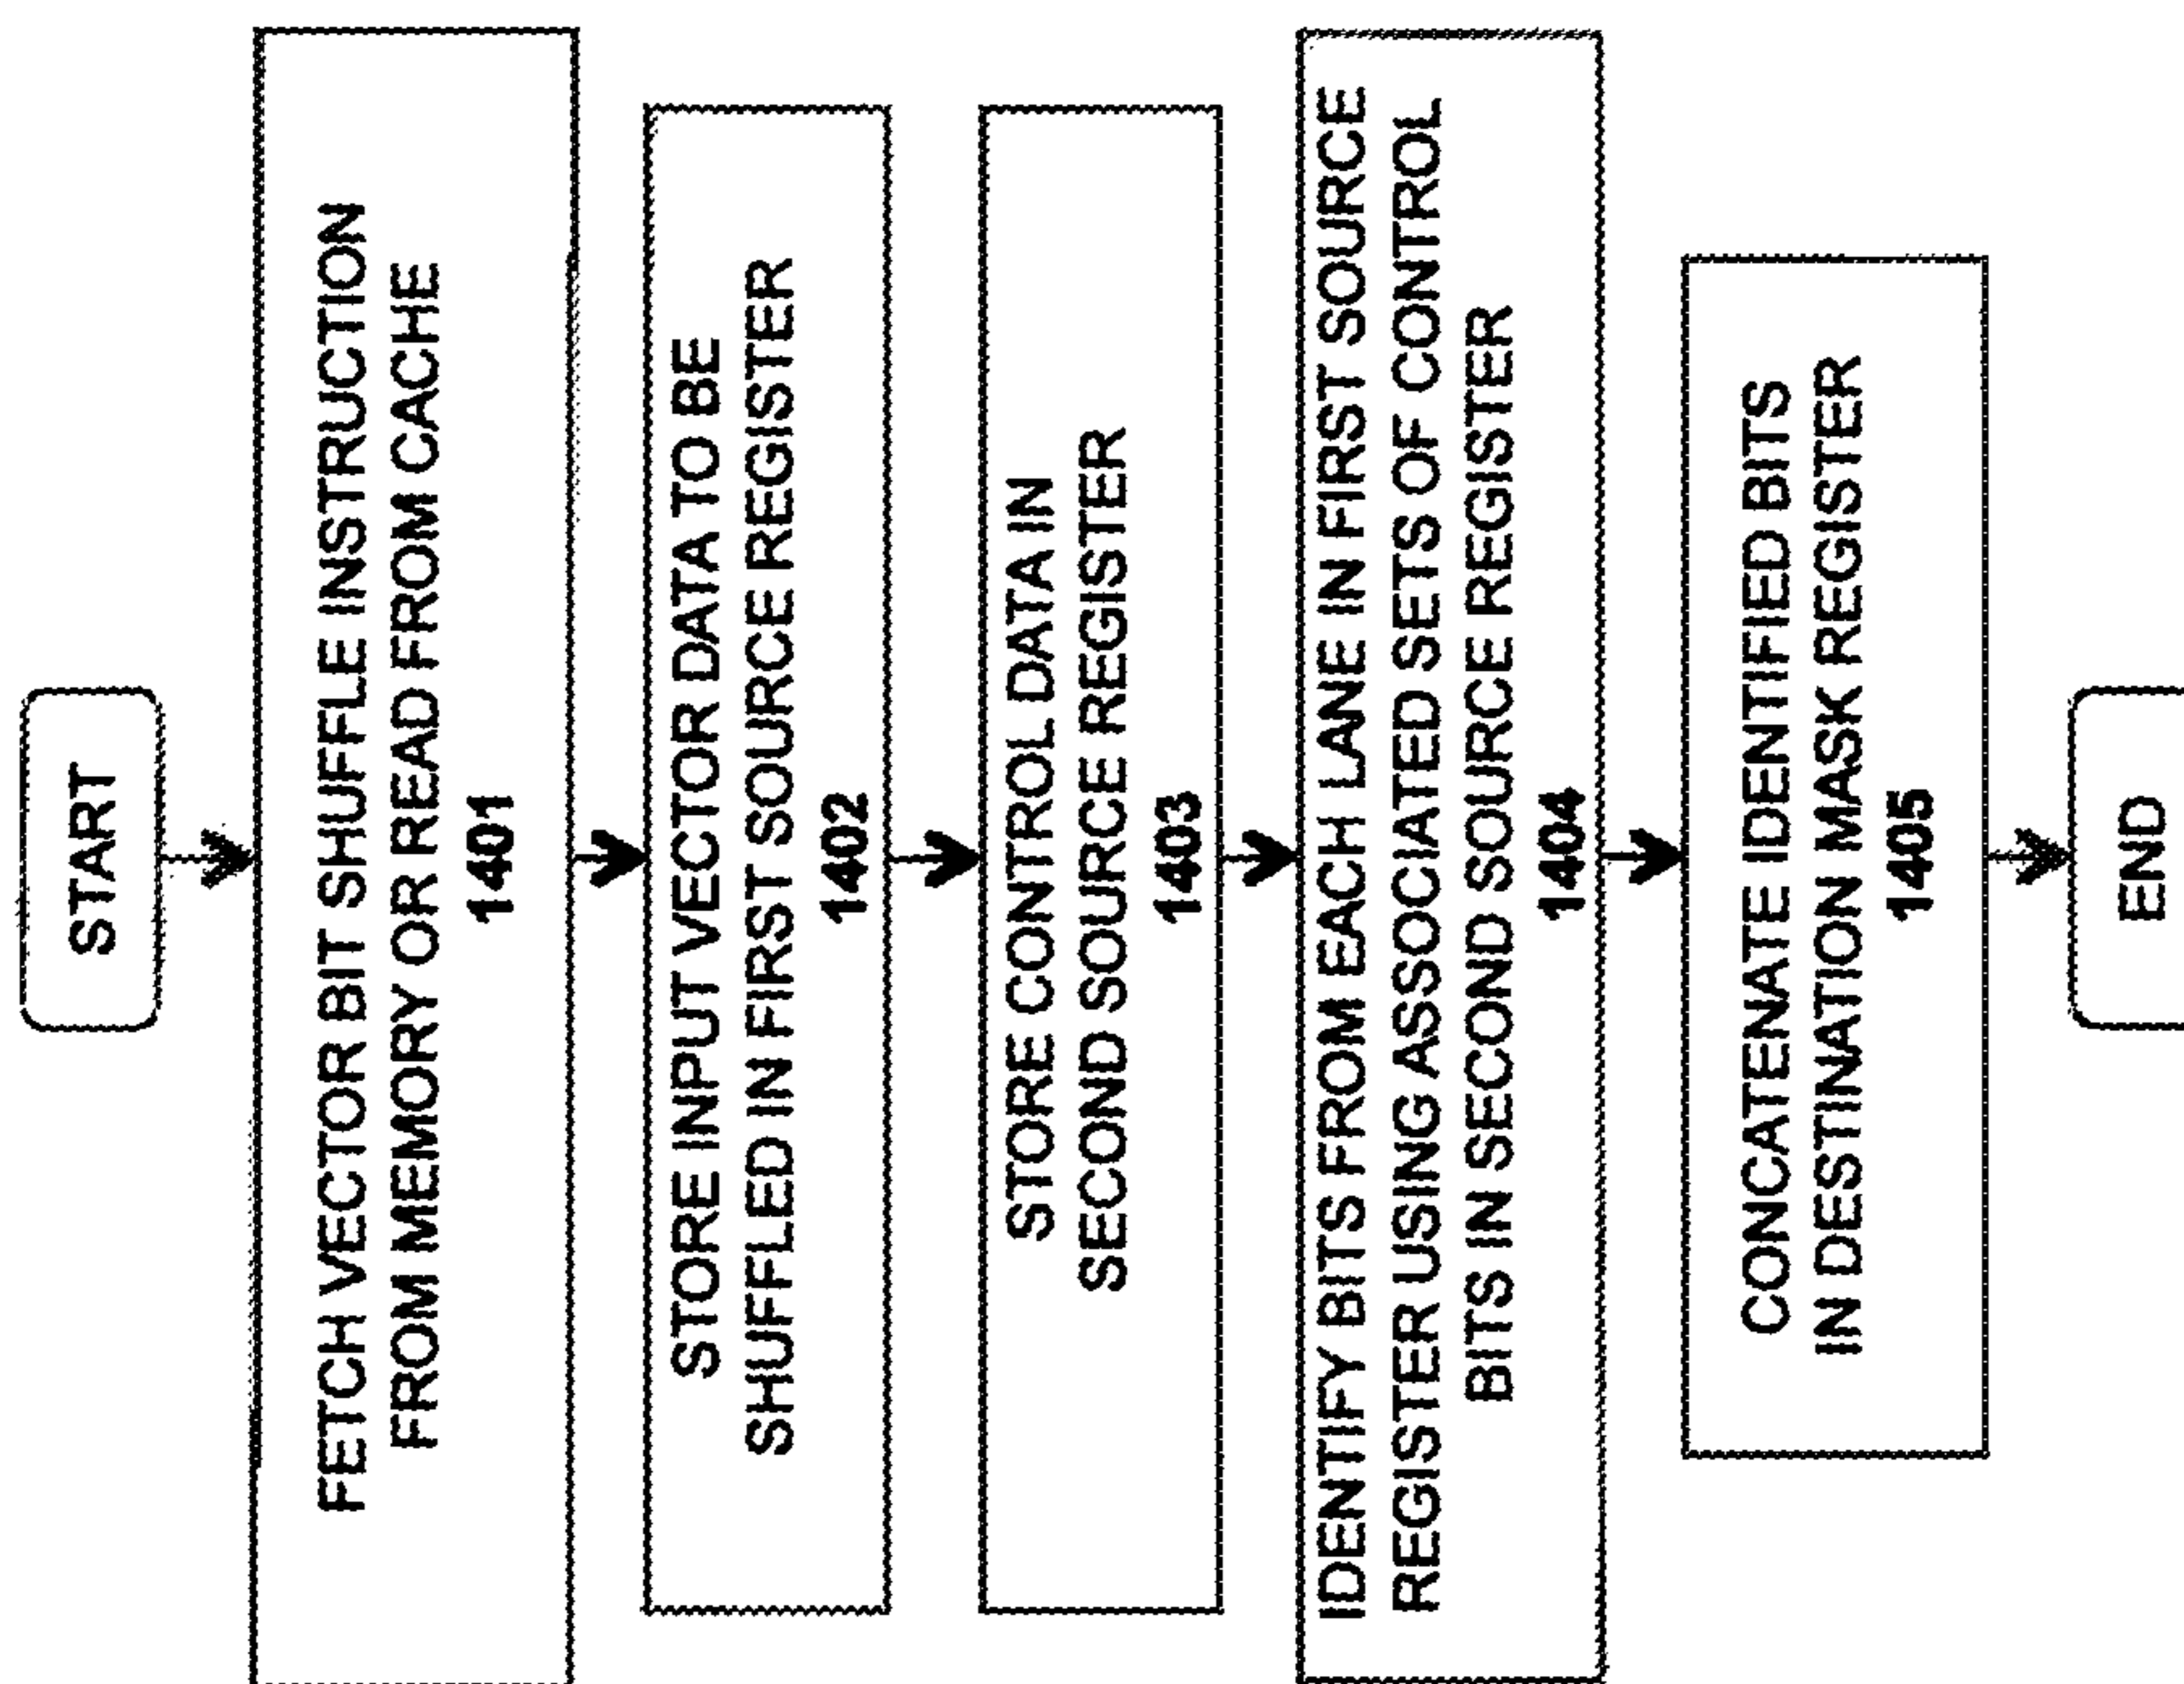 START
FETCH VECTOR BIT SHUFFLE INSTRUCTION
FROM MEMORY OR READ FROM CACHE
1401
STORE INPUT VECTOR DATA TO BE
SHUFFLED IN FIRST SOURCE REGISTER
1402
STORE CONTROL DATA IN
SECOND SOURCE REGISTER
1403
IDENTIFY BITS FROM EACH LANE IN FIRST SOURCE
REGISTER USING ASSOCIATED SETS OF CONTROL
BITS IN SECOND SOURCE REGISTER
1404
CONCATENATE IDENTIFIED BITS
IN DESTINATION MASK REGISTER
1405
END